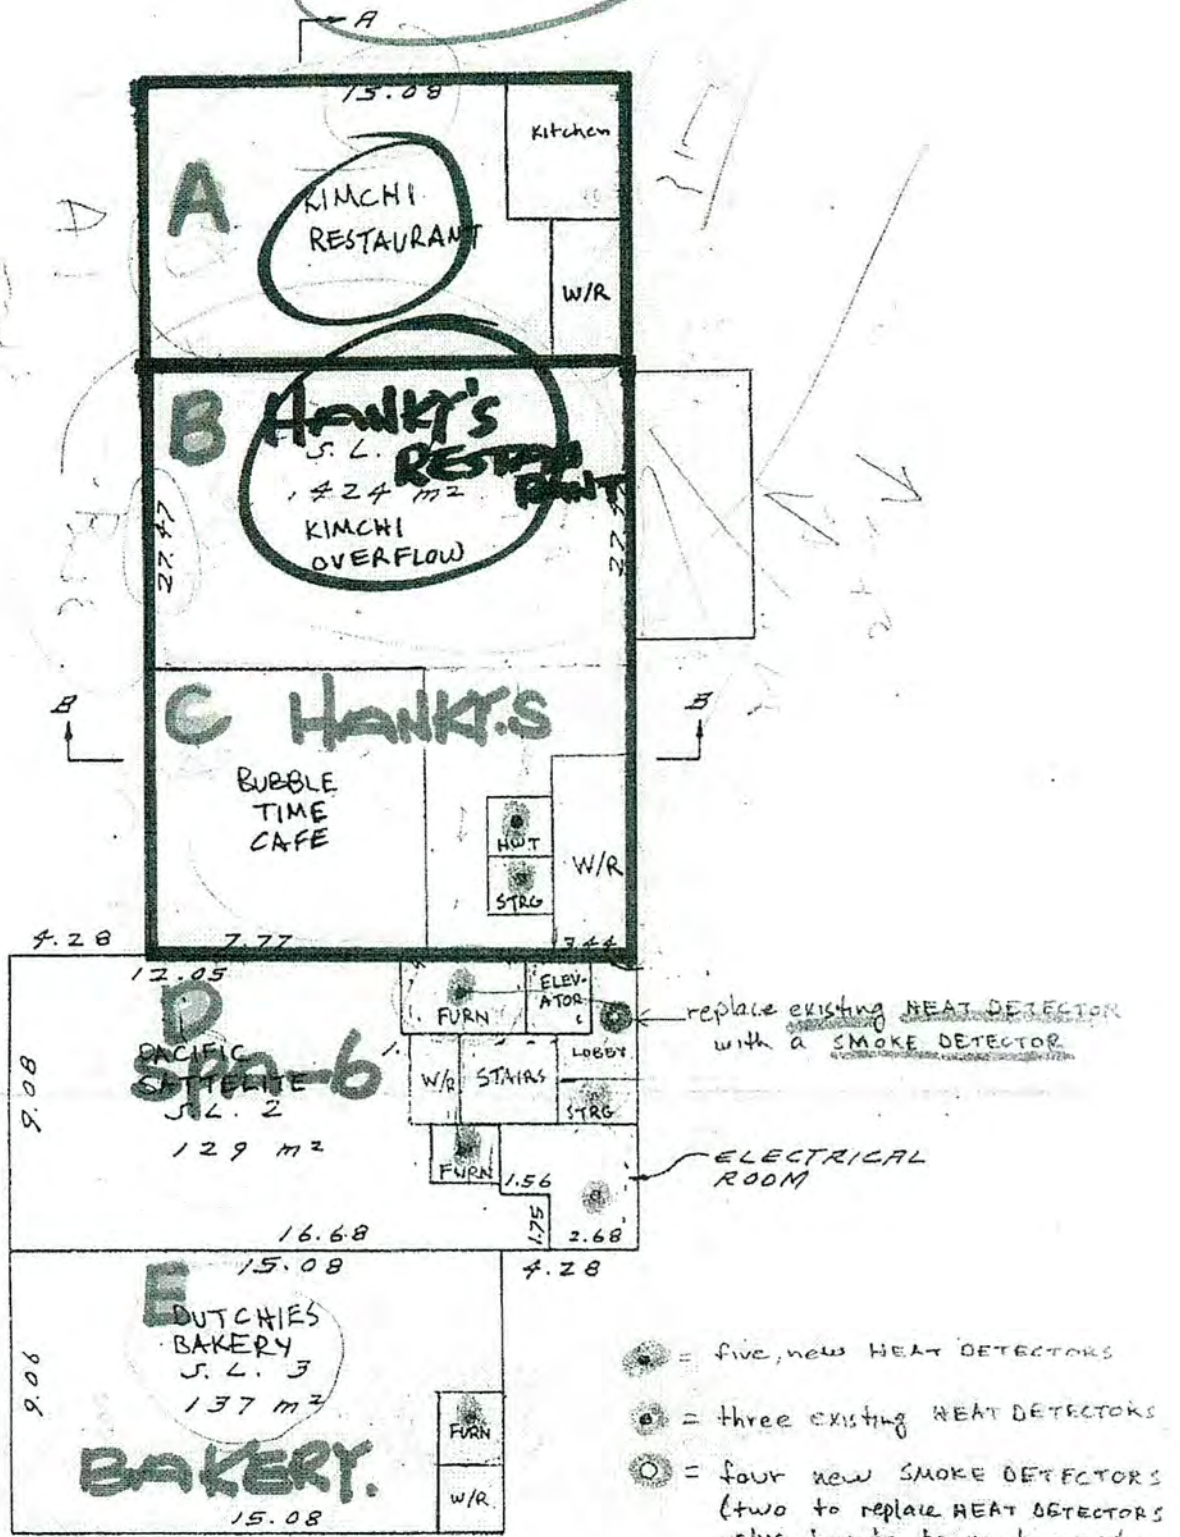 A
15.08
Kitchen
A
KIMCHI
RESTAURANT
W/R
B
HANKY'S
S.L.
RESTAU
RANT
424 m2
KIMCHI
OVERFLOW
27.47
C HANKY.S
B
B
BUBBLE
TIME
CAFE
HWT
STRG
W/R
4.28
7.77
3.44
12.05
D
FURN
ELEV-
ATOR
replace existing HEAT DETECTOR
with a SMOKE DETECTOR
PACIFIC
SATTELITE
spa-6
S.L. 2
129 m2
9.08
W/R
STAIRS
LOBBY
STRG
FURN
ELECTRICAL
ROOM
1.56
1.75
2.68
16.68
15.08
4.28
E
DUTCHIES
BAKERY
S.L. 3
137 m2
9.06
FURN
BAKERY.
W/R
15.08
= five, new HEAT DETECTORS
= three existing HEAT DETECTORS
= four new SMOKE DETECTORS
(two to replace HEAT DETECTORS